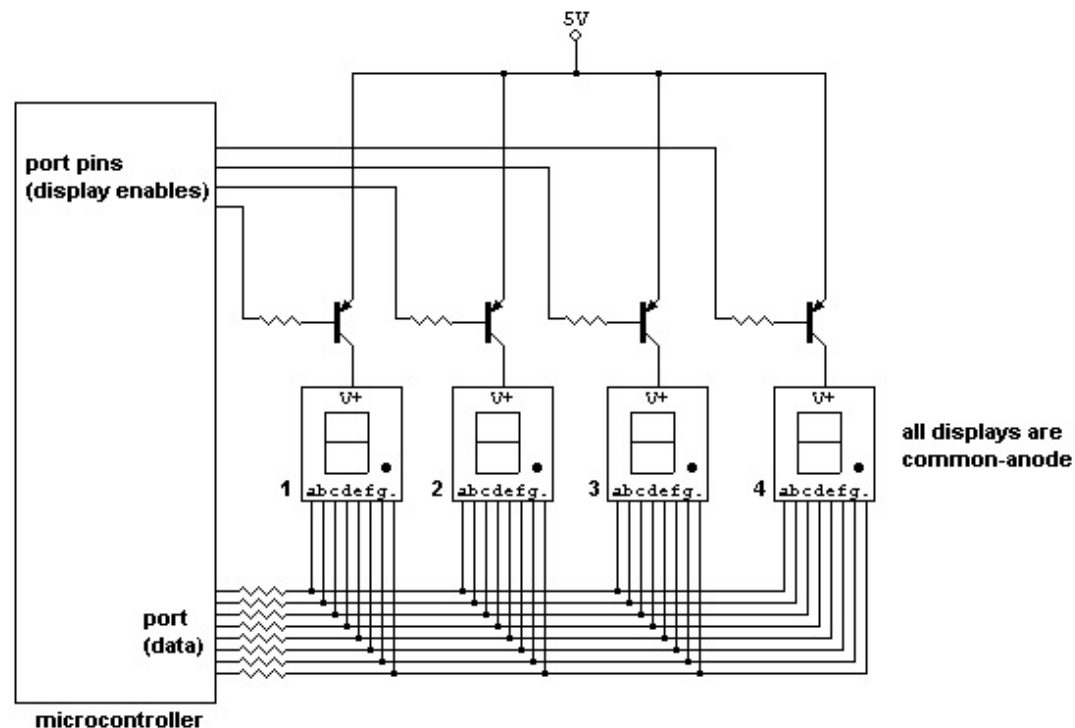 5V
port pins
(display enables)
V+
V+
V+
V+
all displays are
common-anode
1
abcdefg.
2
abcdefg.
3
abcdefg.
4
abcdefg.
port
(data)
microcontroller